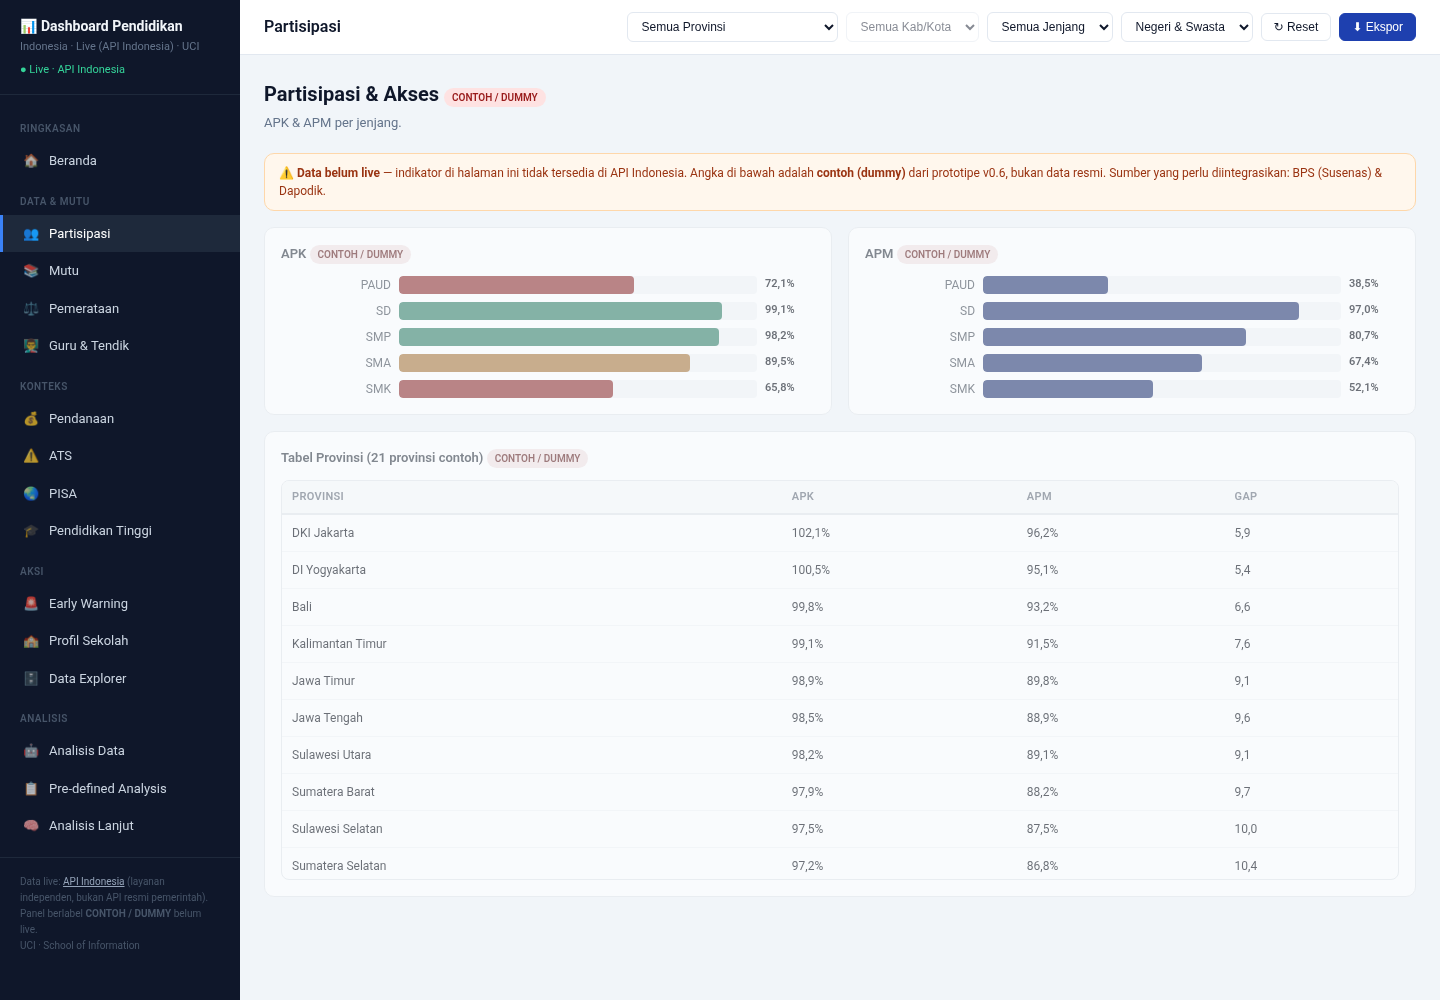 📊 Dashboard Pendidikan
Indonesia · Live (API Indonesia) · UCI
● Live · API Indonesia
RINGKASAN
🏠 Beranda
DATA & MUTU
👥 Partisipasi
📚 Mutu
⚖️ Pemerataan
👨‍🏫 Guru & Tendik
KONTEKS
💰 Pendanaan
⚠️ ATS
🌏 PISA
🎓 Pendidikan Tinggi
AKSI
🚨 Early Warning
🏫 Profil Sekolah
🗄️ Data Explorer
ANALISIS
🤖 Analisis Data
📋 Pre-defined Analysis
🧠 Analisis Lanjut
Data live: API Indonesia (layanan
independen, bukan API resmi pemerintah).
Panel berlabel CONTOH / DUMMY belum
live.
UCI · School of Information
Partisipasi
Semua Provinsi
Semua Kab/Kota
Semua Jenjang
Negeri & Swasta
↻ Reset
⬇ Ekspor
Partisipasi & Akses CONTOH / DUMMY
APK & APM per jenjang.
⚠️ Data belum live — indikator di halaman ini tidak tersedia di API Indonesia. Angka di bawah adalah contoh (dummy) dari prototipe v0.6, bukan data resmi. Sumber yang perlu diintegrasikan: BPS (Susenas) &
Dapodik.
APK CONTOH / DUMMY
PAUD 72,1%
SD 99,1%
SMP 98,2%
SMA 89,5%
SMK 65,8%
APM CONTOH / DUMMY
PAUD 38,5%
SD 97,0%
SMP 80,7%
SMA 67,4%
SMK 52,1%
Tabel Provinsi (21 provinsi contoh) CONTOH / DUMMY
PROVINSI APK APM GAP
DKI Jakarta 102,1% 96,2% 5,9
DI Yogyakarta 100,5% 95,1% 5,4
Bali 99,8% 93,2% 6,6
Kalimantan Timur 99,1% 91,5% 7,6
Jawa Timur 98,9% 89,8% 9,1
Jawa Tengah 98,5% 88,9% 9,6
Sulawesi Utara 98,2% 89,1% 9,1
Sumatera Barat 97,9% 88,2% 9,7
Sulawesi Selatan 97,5% 87,5% 10,0
Sumatera Selatan 97,2% 86,8% 10,4